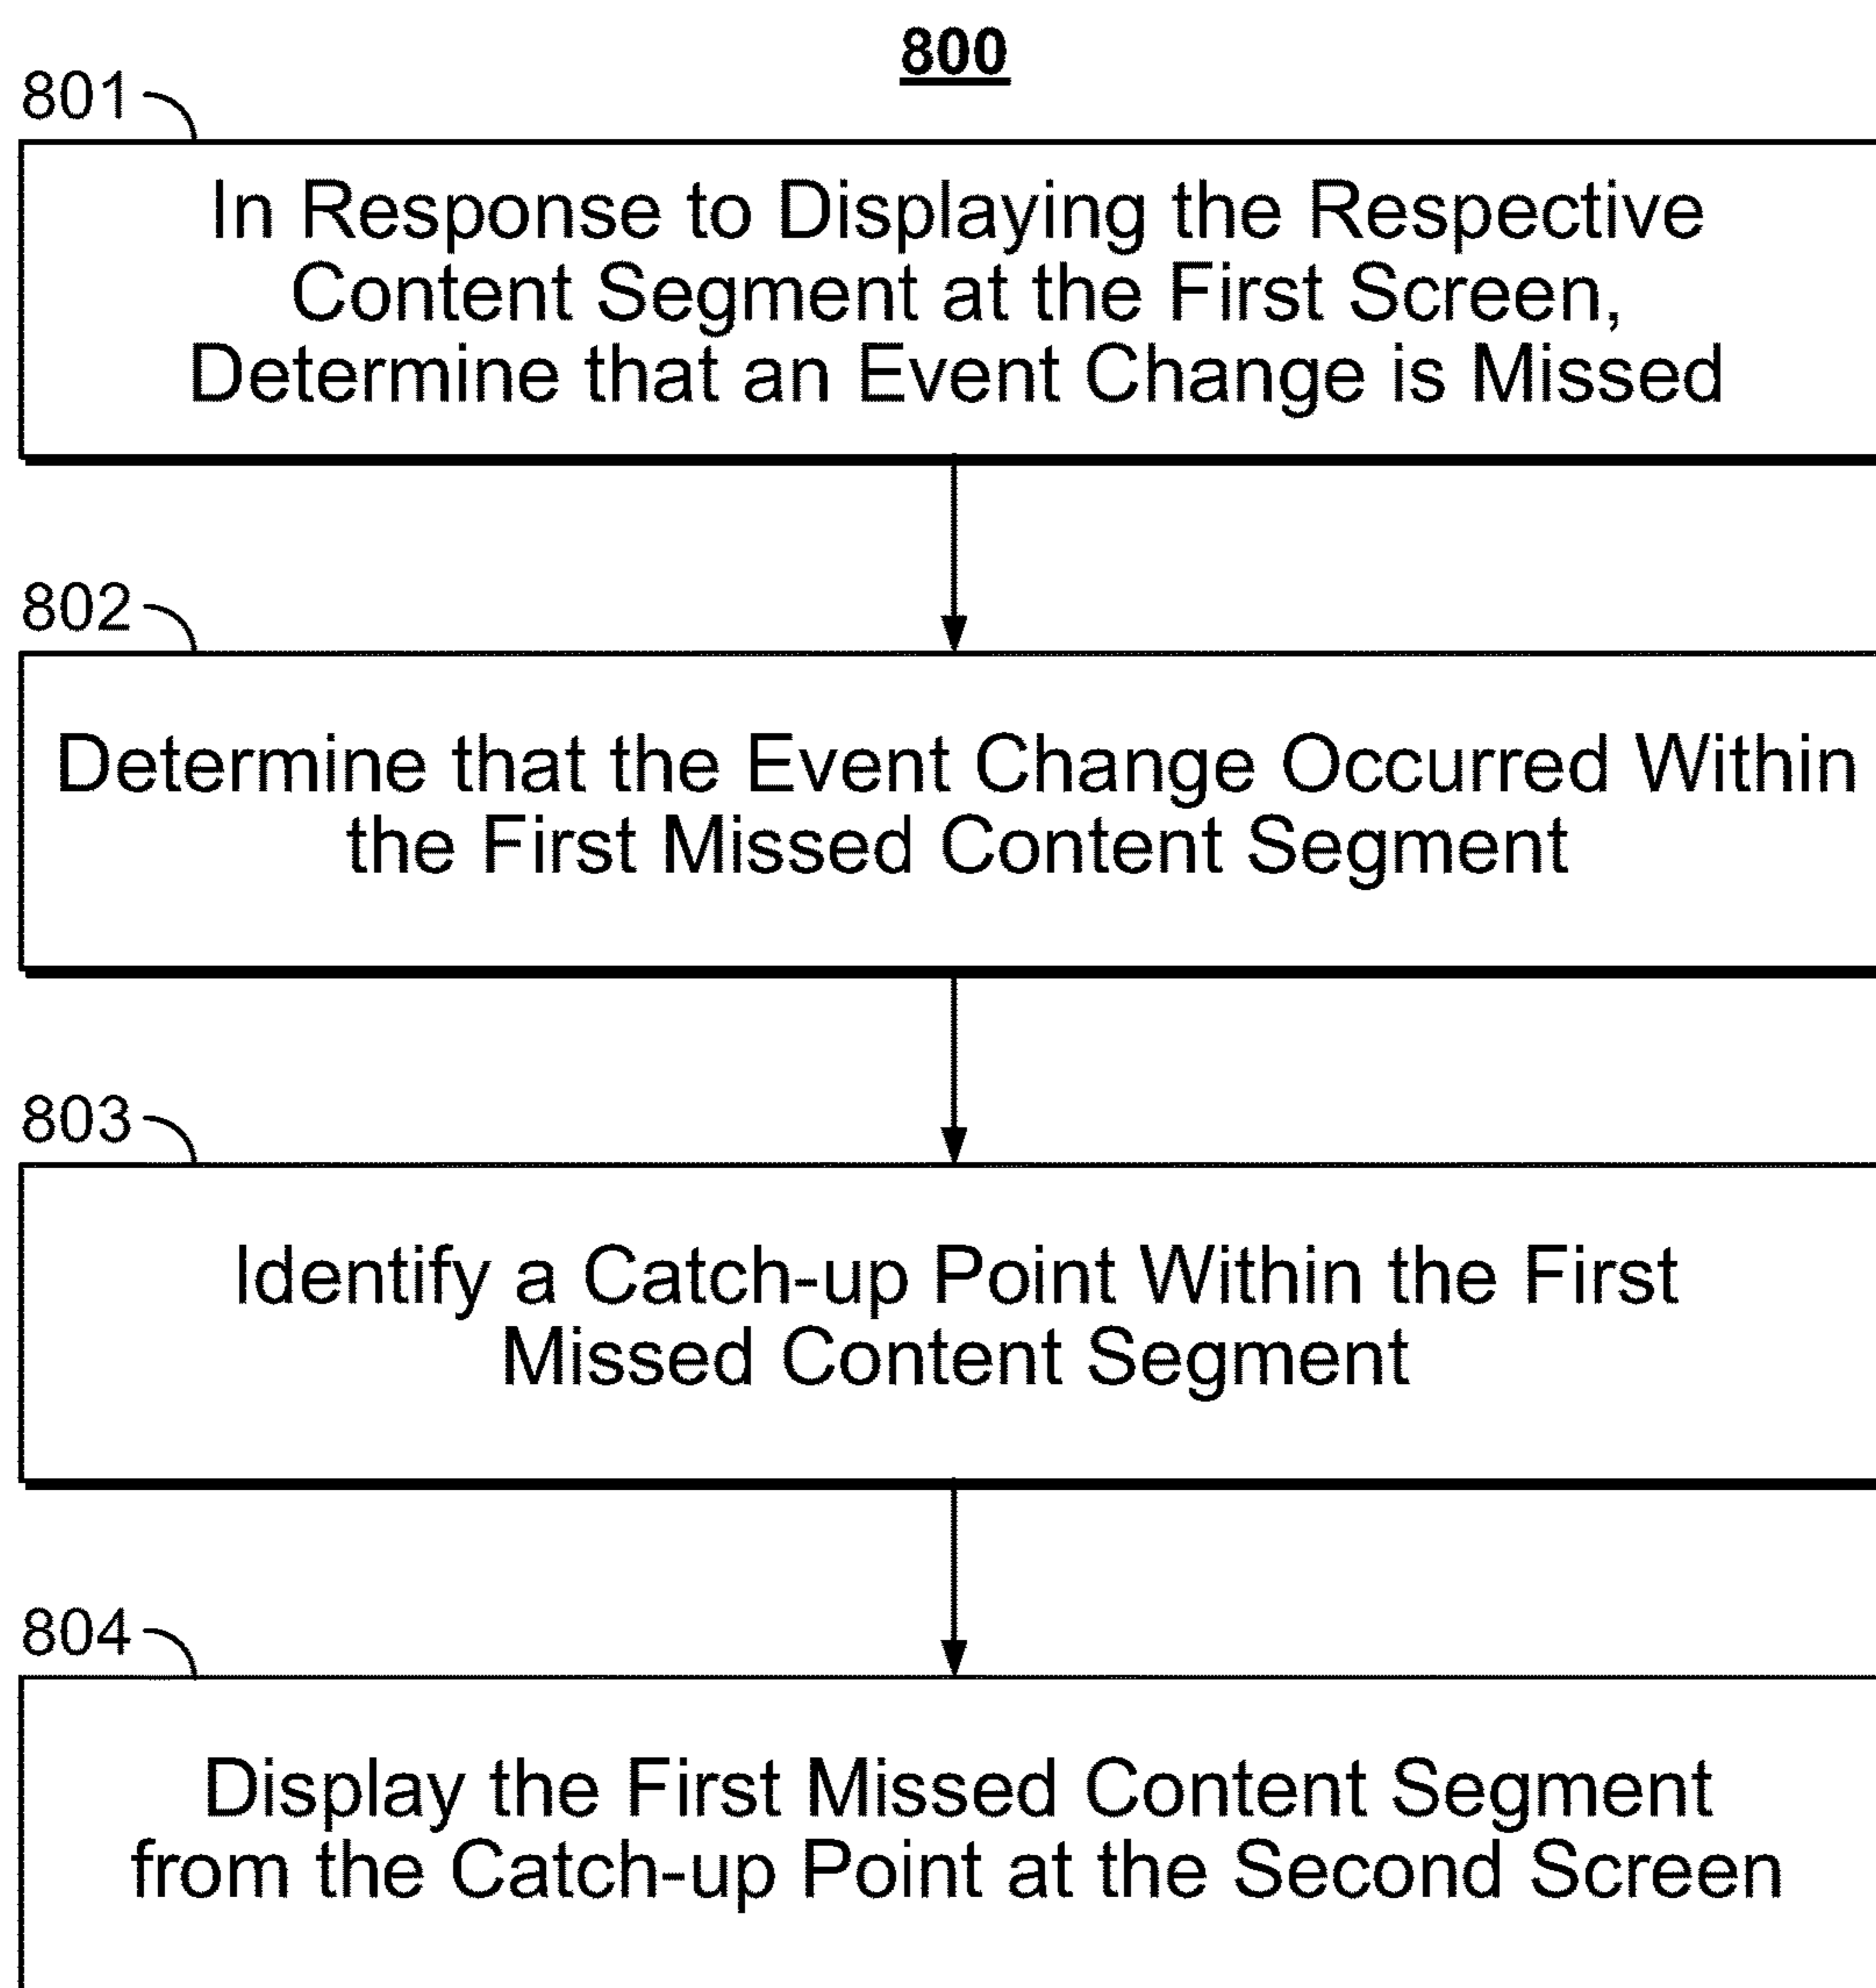 800
801
In Response to Displaying the Respective
Content Segment at the First Screen,
Determine that an Event Change is Missed
802
Determine that the Event Change Occurred Within
the First Missed Content Segment
803
Identify a Catch-up Point Within the First
Missed Content Segment
804
Display the First Missed Content Segment
from the Catch-up Point at the Second Screen